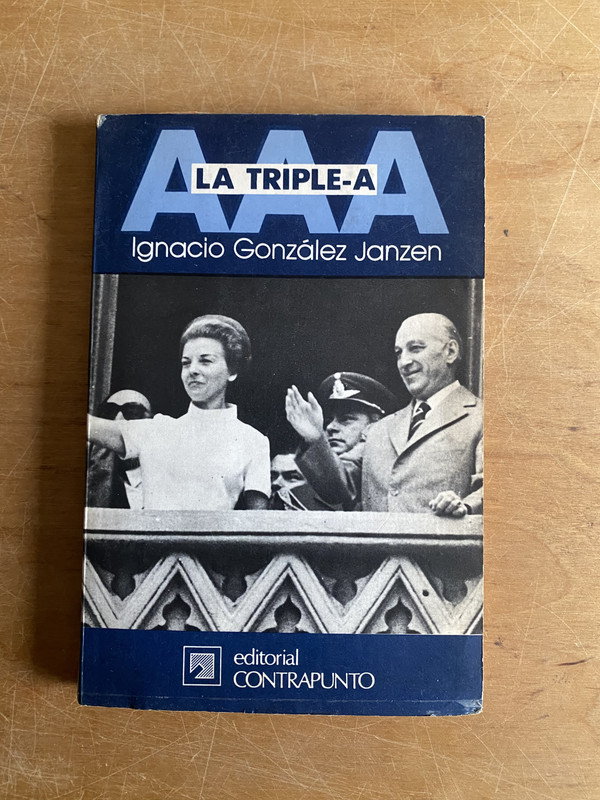 AAA
LA TRIPLE-A
Ignacio González Janzen
editorial
CONTRAPUNTO